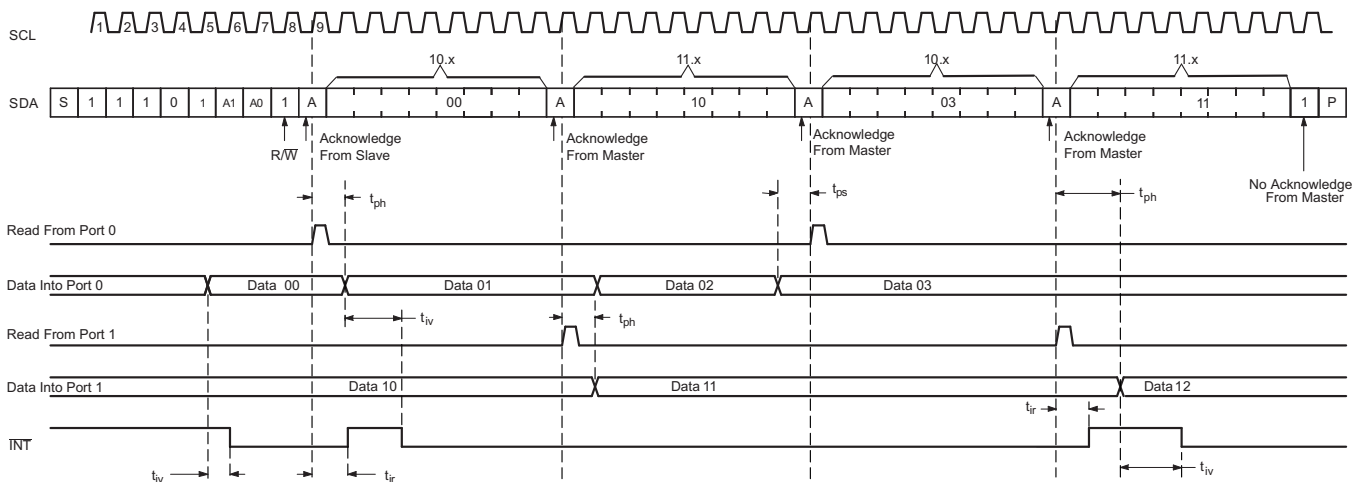 SCL
1 2 3 4 5 6 7 8 9
10.x 11.x 10.x 11.x
SDA S 1 1 1 0 1 A1 A0 1 A 00 A 10 A 03 A 11 1 P
R/W̅
Acknowledge
From Slave
Acknowledge
From Master
Acknowledge
From Master
Acknowledge
From Master
No Acknowledge
From Master
tph
tps
tph
Read From Port 0
Data Into Port 0 Data 00 Data 01 Data 02 Data 03
tiv
tph
Read From Port 1
Data Into Port 1 Data 10 Data 11 Data 12
tir
I̅N̅T̅
tiv
tir
tiv